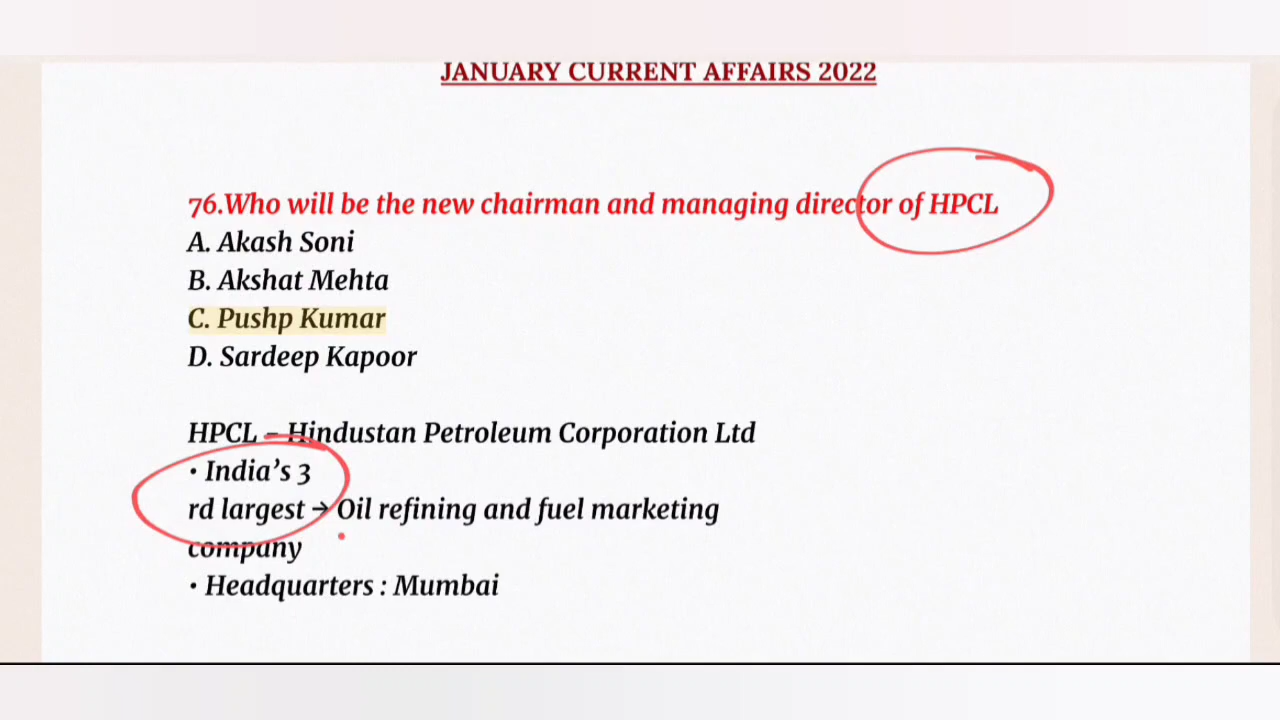 JANUARY CURRENT AFFAIRS 2022
76.Who will be the new chairman and managing director of HPCL
A. Akash Soni
B. Akshat Mehta
C. Pushp Kumar
D. Sardeep Kapoor
HPCL – Hindustan Petroleum Corporation Ltd
• India’s 3
rd largest → Oil refining and fuel marketing
company
• Headquarters : Mumbai